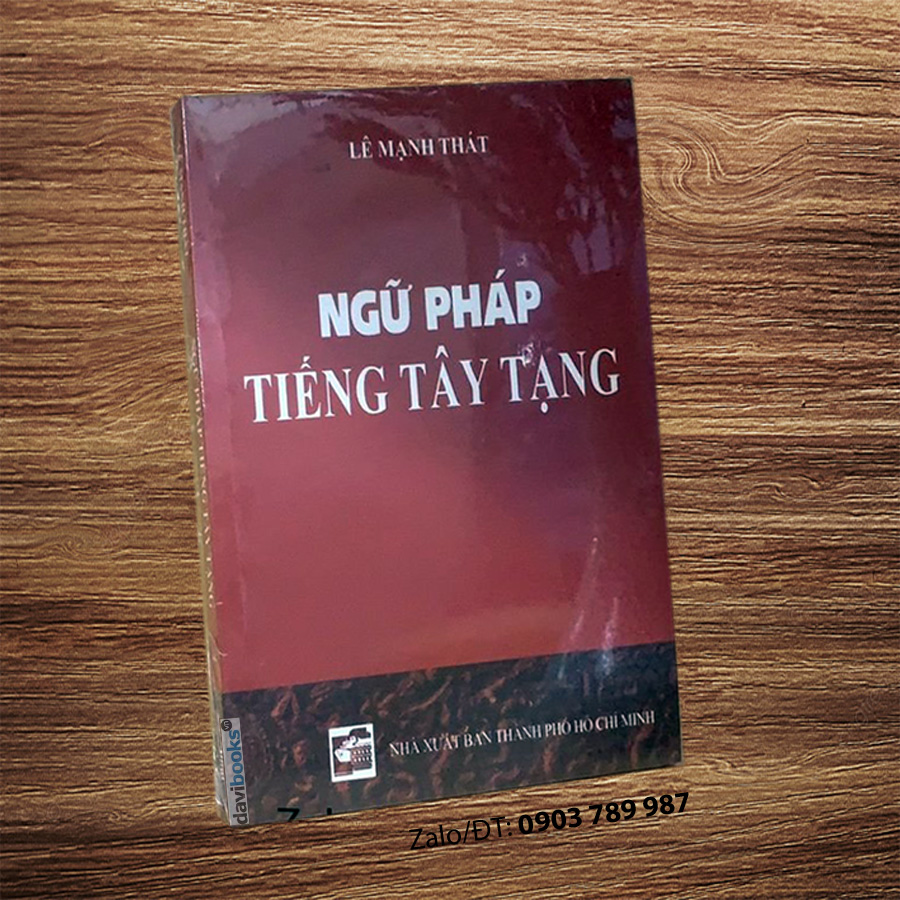 LÊ MẠNH THÁT
NGỮ PHÁP
TIẾNG TÂY TẠNG
NHÀ XUẤT BẢN THÀNH PHỐ HỒ CHÍ MINH
davibooks
Zalo/ĐT: 0903 789 987